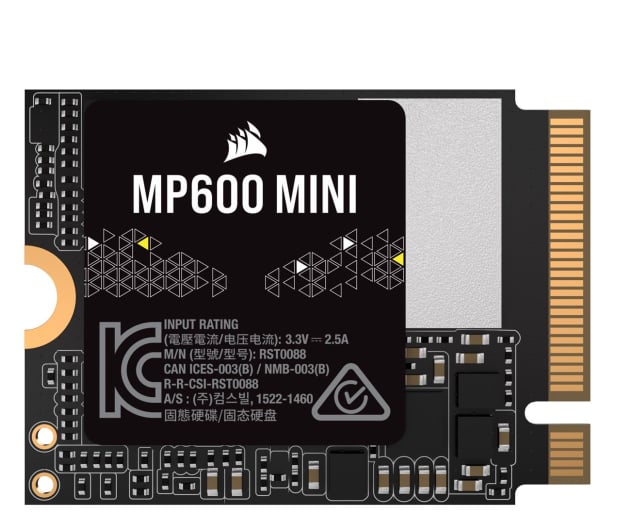 MP600 MINI
INPUT RATING
(電壓電流/电压电流): 3.3V ⎓ 2.5A
M/N (型號/型号): RST0088
CAN ICES-003(B) / NMB-003(B)
R-R-CSI-RST0088
A/S : (주)컴스빌, 1522-1460
固態硬碟/固态硬盘